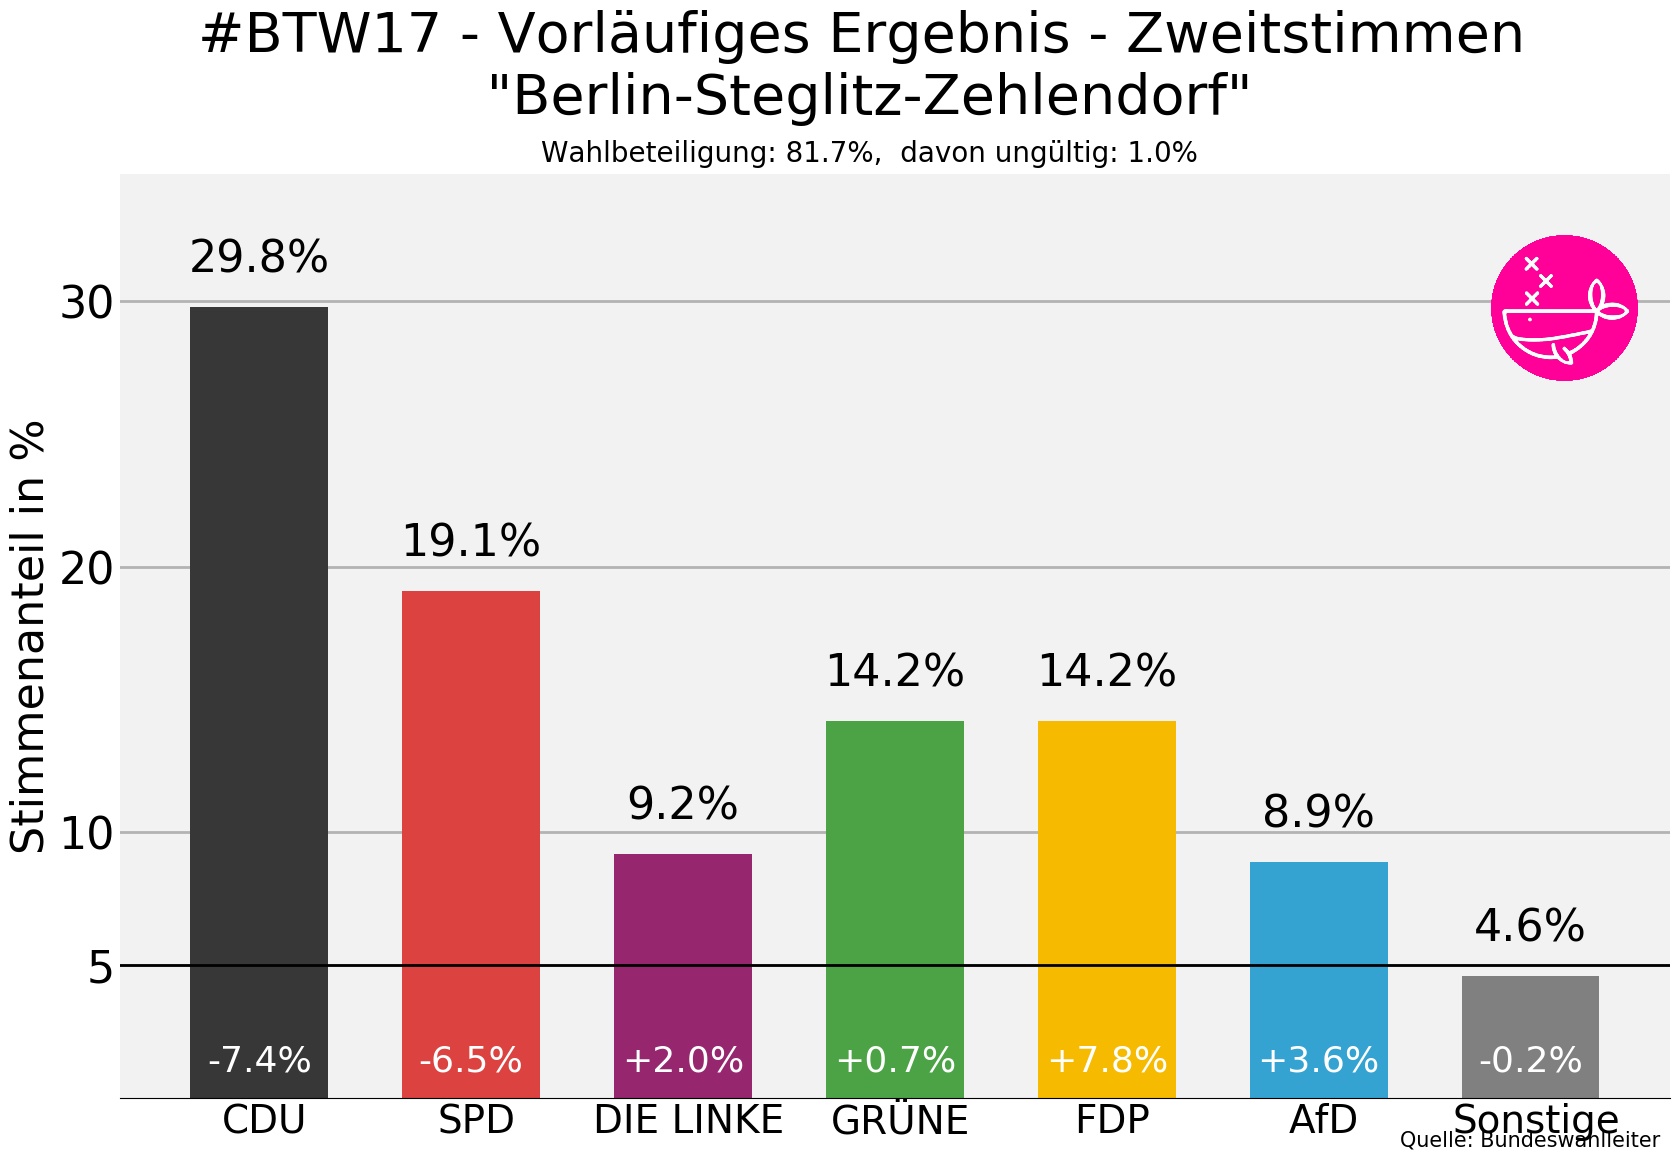 #BTW17 - Vorläufiges Ergebnis - Zweitstimmen
"Berlin-Steglitz-Zehlendorf"
Wahlbeteiligung: 81.7%, davon ungültig: 1.0%
Stimmenanteil in %
30
20
10
5
29.8%
19.1%
9.2%
14.2%
14.2%
8.9%
4.6%
-7.4%
-6.5%
+2.0%
+0.7%
+7.8%
+3.6%
-0.2%
CDU
SPD
DIE LINKE
GRÜNE
FDP
AfD
Sonstige
Quelle: Bundeswahlleiter